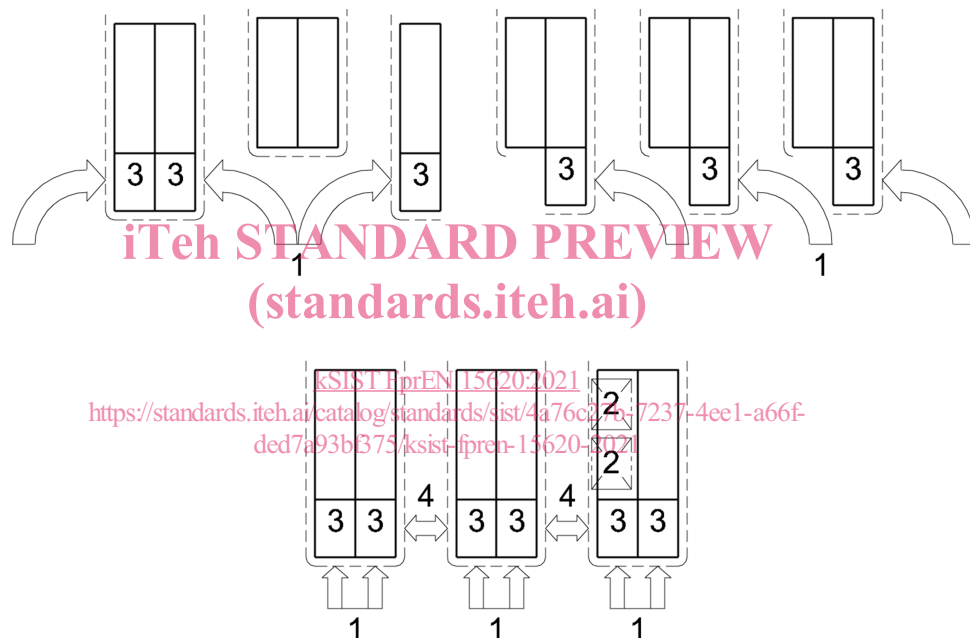 3 3 3 3 3 3
1 1
iTeh STANDARD PREVIEW
(standards.iteh.ai)
kSIST FprEN 15620:2021
2
https://standards.iteh.ai/catalog/standards/sist/4a76c27b-7237-4ee1-a66f-
ded7a93bf375/ksist-fpren-15620-2021
2
4 4
3 3 3 3 3 3
1 1 1